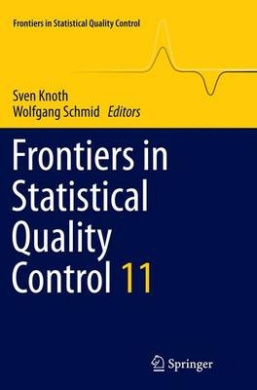 Frontiers in Statistical Quality Control
Sven Knoth
Wolfgang Schmid Editors
Frontiers in
Statistical
Quality
Control 11
Springer